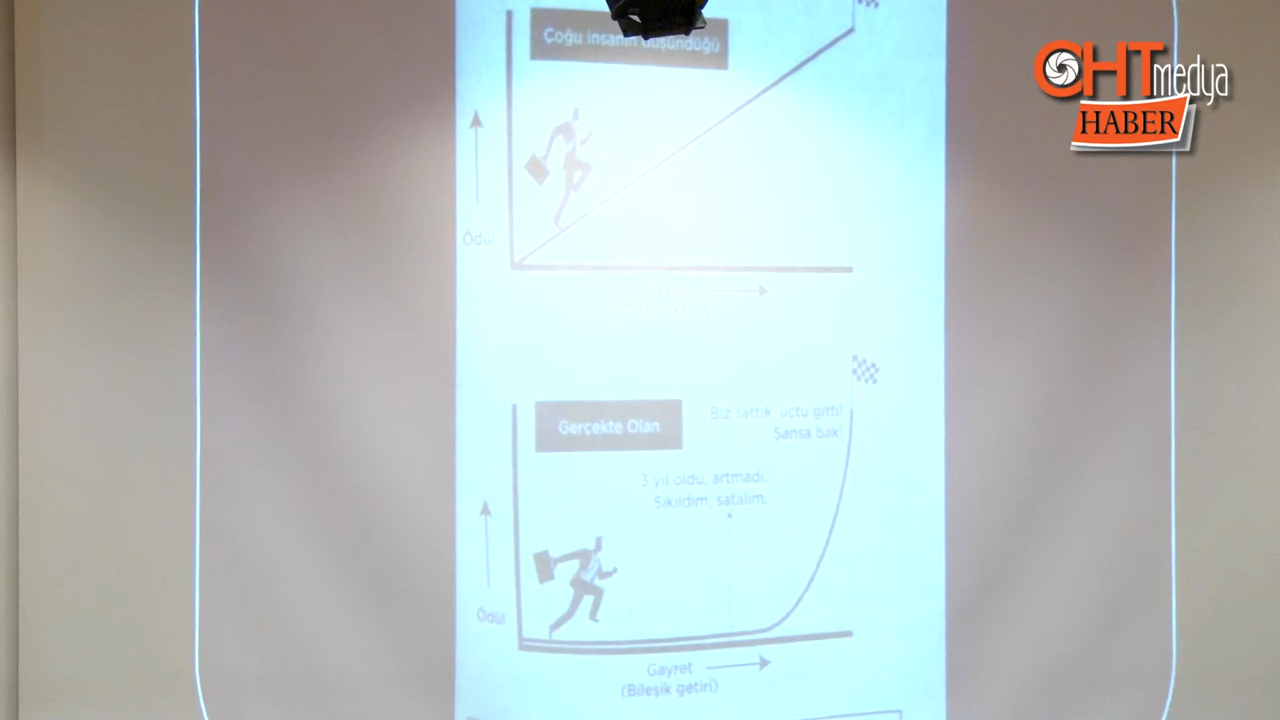 Çoğu insanın düşündüğü
CHT medya
HABER
Ödül
Gerçekte Olan
Biz sattık, uçtu gitti!
Şansa bak!
3 yıl oldu, artmadı.
Sıkıldım, satalım.
Ödül
Gayret
(Bileşik getiri)